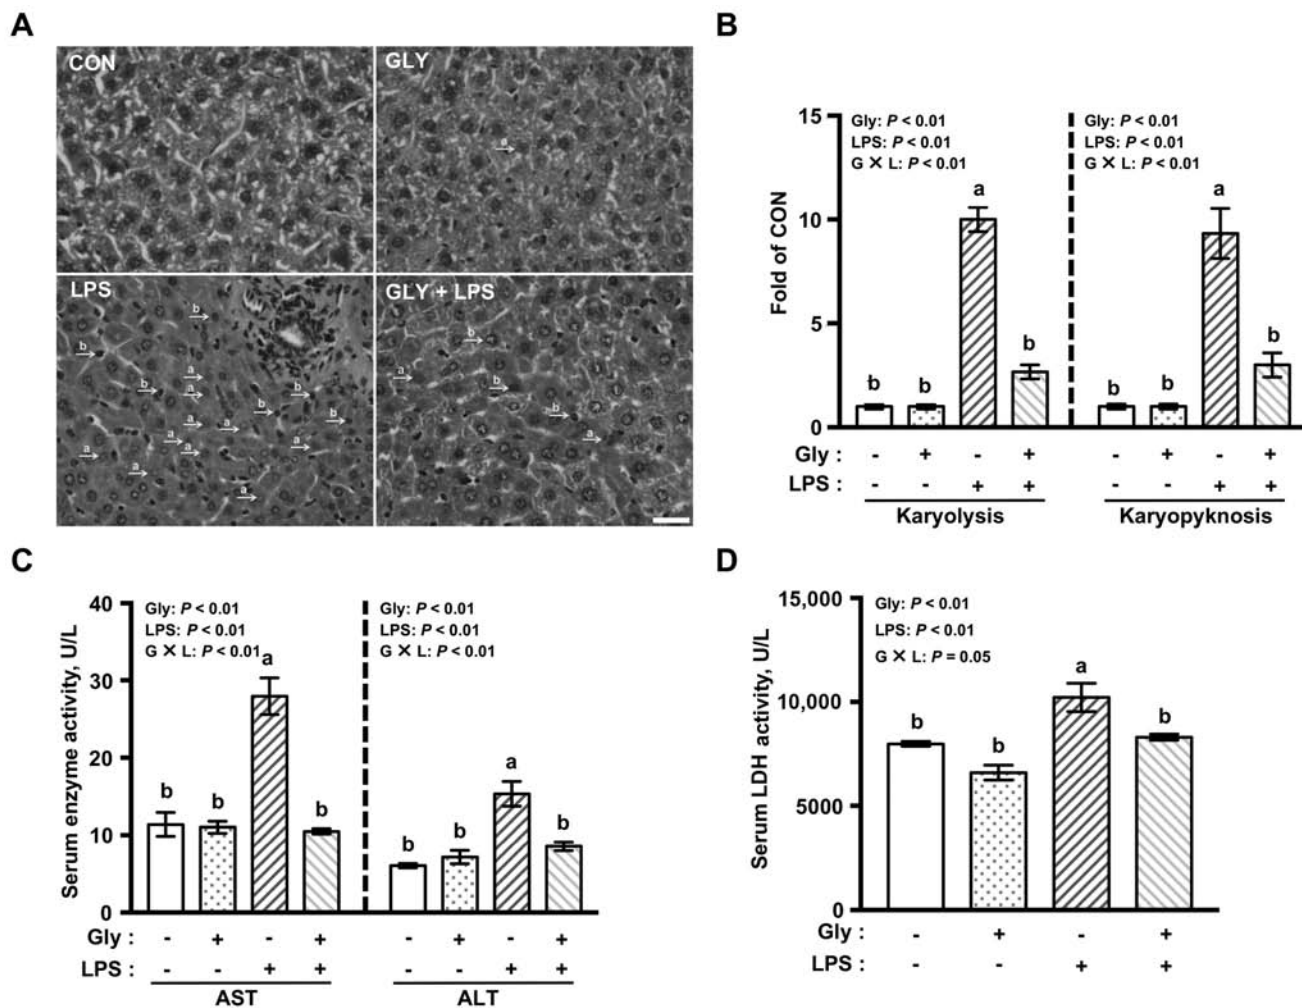 A
CON
GLY
a
LPS
GLY + LPS
b
b
b
b
a
a
b
b
a
b
a
b
b
a
a
a
b
a
a
a
a
a
B
Fold of CON
15
10
5
0
Gly: P < 0.01
LPS: P < 0.01
G × L: P < 0.01
Gly: P < 0.01
LPS: P < 0.01
G × L: P < 0.01
b
b
a
b
b
b
a
b
Gly : - + - + - + - +
LPS : - - + + - - + +
Karyolysis
Karyopyknosis
C
Serum enzyme activity, U/L
40
30
20
10
0
Gly: P < 0.01
LPS: P < 0.01
G × L: P < 0.01
Gly: P < 0.01
LPS: P < 0.01
G × L: P < 0.01
b
b
a
b
b
b
a
b
Gly : - + - + - + - +
LPS : - - + + - - + +
AST
ALT
D
Serum LDH activity, U/L
15,000
10,000
5000
0
Gly: P < 0.01
LPS: P < 0.01
G × L: P = 0.05
b
b
a
b
Gly : - + - +
LPS : - - + +